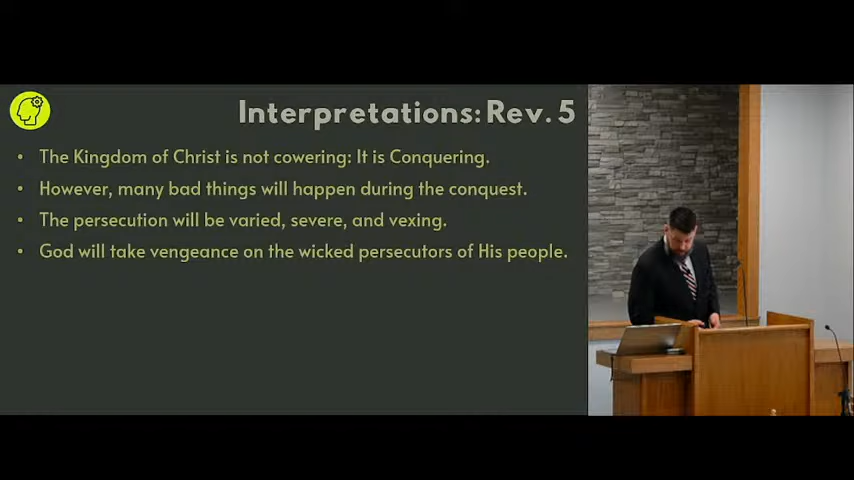 Interpretations: Rev. 5
• The Kingdom of Christ is not cowering: It is Conquering.
• However, many bad things will happen during the conquest.
• The persecution will be varied, severe, and vexing.
• God will take vengeance on the wicked persecutors of His people.